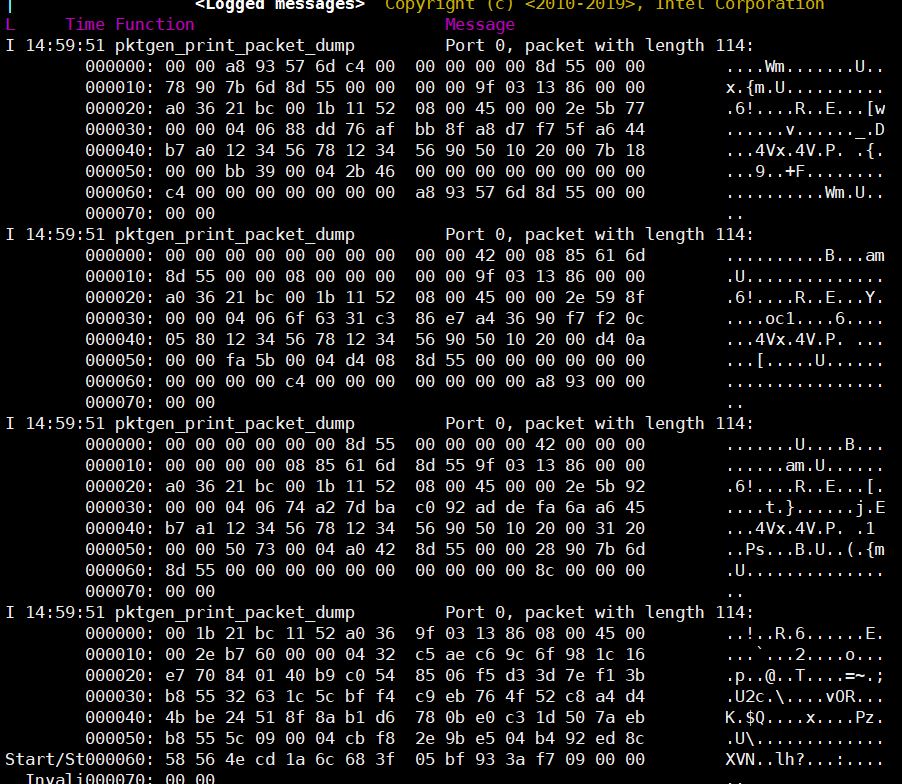 <Logged messages>  Copyright (c) <2010-2019>, Intel Corporation
L     Time Function                         Message
I 14:59:51 pktgen_print_packet_dump         Port 0, packet with length 114:
000000: 00 00 a8 93 57 6d c4 00  00 00 00 00 8d 55 00 00        ....Wm.......U..
000010: 78 90 7b 6d 8d 55 00 00  00 00 9f 03 13 86 00 00        x.{m.U..........
000020: a0 36 21 bc 00 1b 11 52  08 00 45 00 00 2e 5b 77        .6!....R..E...[w
000030: 00 00 04 06 88 dd 76 af  bb 8f a8 d7 f7 5f a6 44        ......v......_.D
000040: b7 a0 12 34 56 78 12 34  56 90 50 10 20 00 7b 18        ...4Vx.4V.P. .{.
000050: 00 00 bb 39 00 04 2b 46  00 00 00 00 00 00 00 00        ...9..+F........
000060: c4 00 00 00 00 00 00 00  a8 93 57 6d 8d 55 00 00        ..........Wm.U..
000070: 00 00                                                   ..
I 14:59:51 pktgen_print_packet_dump         Port 0, packet with length 114:
000000: 00 00 00 00 00 00 00 00  00 00 42 00 08 85 61 6d        ..........B...am
000010: 8d 55 00 00 08 00 00 00  00 00 9f 03 13 86 00 00        .U..............
000020: a0 36 21 bc 00 1b 11 52  08 00 45 00 00 2e 59 8f        .6!....R..E...Y.
000030: 00 00 04 06 6f 63 31 c3  86 e7 a4 36 90 f7 f2 0c        ....oc1....6....
000040: 05 80 12 34 56 78 12 34  56 90 50 10 20 00 d4 0a        ...4Vx.4V.P. ...
000050: 00 00 fa 5b 00 04 d4 08  8d 55 00 00 00 00 00 00        ...[.....U......
000060: 00 00 00 00 c4 00 00 00  00 00 00 00 a8 93 00 00        ................
000070: 00 00                                                   ..
I 14:59:51 pktgen_print_packet_dump         Port 0, packet with length 114:
000000: 00 00 00 00 00 00 8d 55  00 00 00 00 42 00 00 00        .......U....B...
000010: 00 00 00 00 08 85 61 6d  8d 55 9f 03 13 86 00 00        ......am.U......
000020: a0 36 21 bc 00 1b 11 52  08 00 45 00 00 2e 5b 92        .6!....R..E...[.
000030: 00 00 04 06 74 a2 7d ba  c0 92 ad de fa 6a a6 45        ....t.}......j.E
000040: b7 a1 12 34 56 78 12 34  56 90 50 10 20 00 31 20        ...4Vx.4V.P. .1
000050: 00 00 50 73 00 04 a0 42  8d 55 00 00 28 90 7b 6d        ..Ps...B.U..(.{m
000060: 8d 55 00 00 00 00 00 00  00 00 00 00 8c 00 00 00        .U..............
000070: 00 00                                                   ..
I 14:59:51 pktgen_print_packet_dump         Port 0, packet with length 114:
000000: 00 1b 21 bc 11 52 a0 36  9f 03 13 86 08 00 45 00        ..!..R.6......E.
000010: 00 2e b7 60 00 00 04 32  c5 ae c6 9c 6f 98 1c 16        ...`...2....o...
000020: e7 70 84 01 40 b9 c0 54  85 06 f5 d3 3d 7e f1 3b        .p..@..T....=~.;
000030: b8 55 32 63 1c 5c bf f4  c9 eb 76 4f 52 c8 a4 d4        .U2c.\....vOR...
000040: 4b be 24 51 8f 8a b1 d6  78 0b e0 c3 1d 50 7a eb        K.$Q....x....Pz.
000050: b8 55 5c 09 00 04 cb f8  2e 9b e5 04 b4 92 ed 8c        .U\.............
Start/St000060: 58 56 4e cd 1a 6c 68 3f  05 bf 93 3a f7 09 00 00        XVN..lh?...:....
Invali000070: 00 00                                                   ..